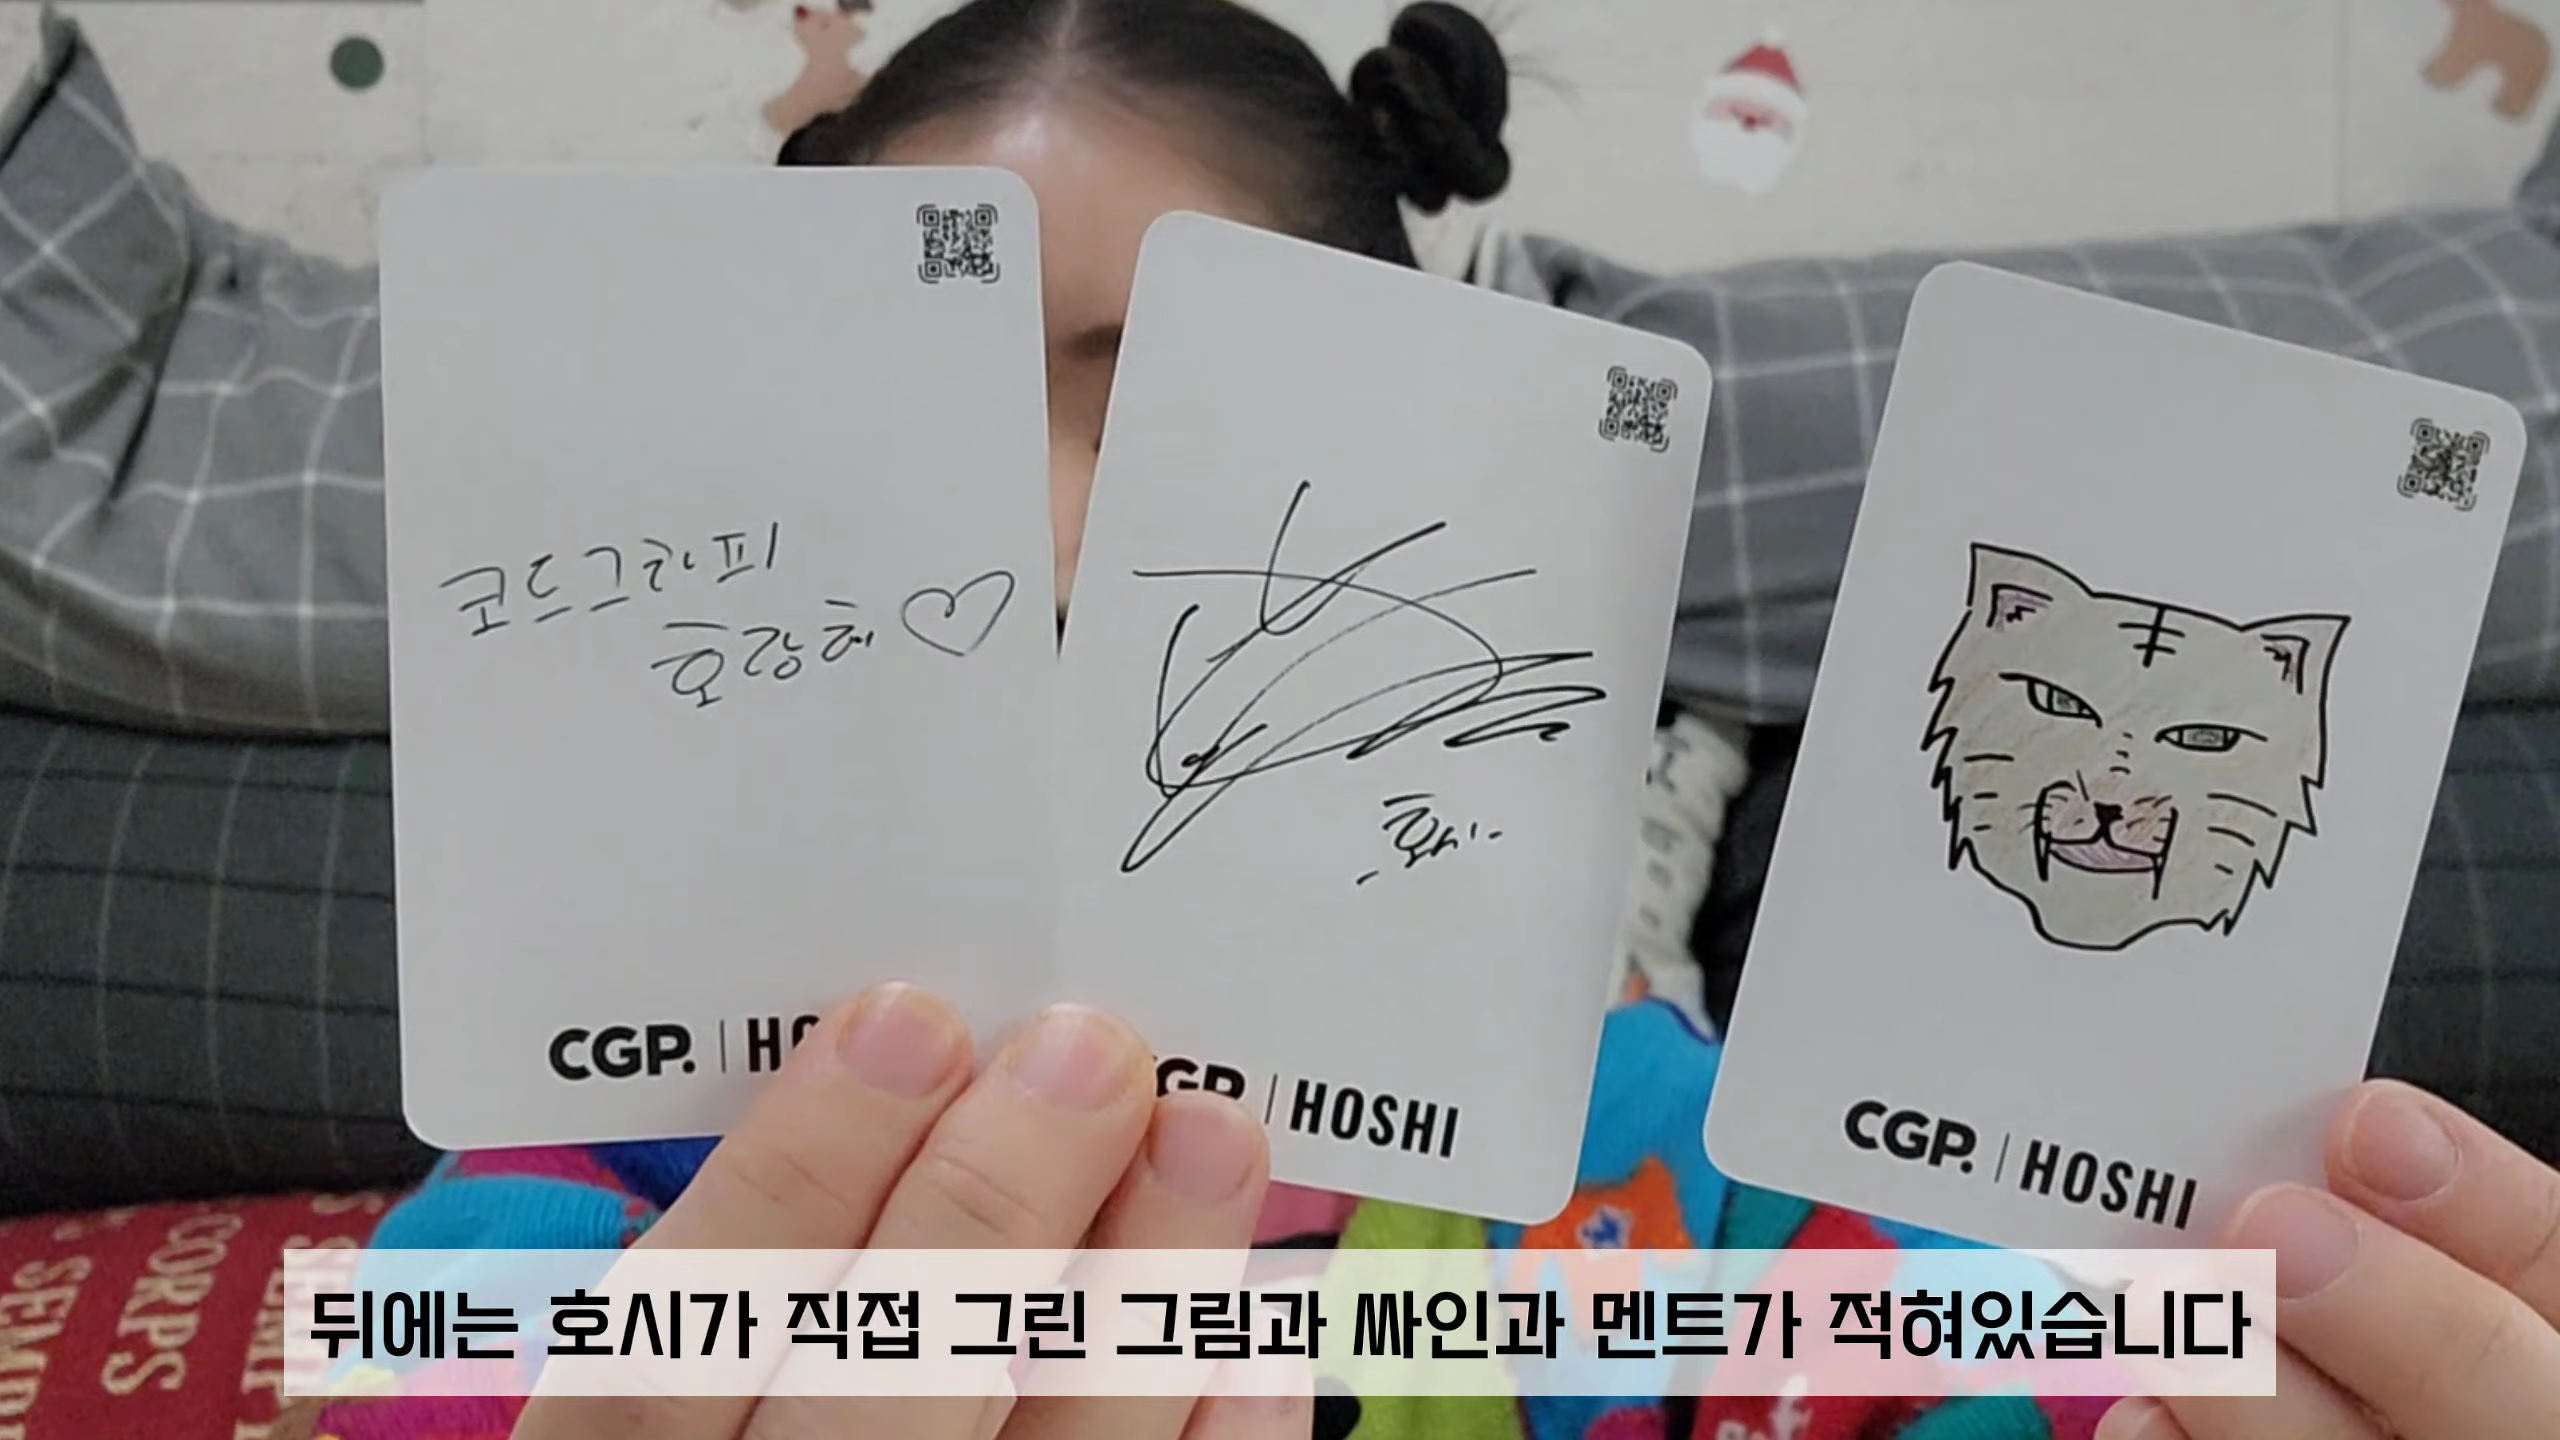 코드그라피
호랑해
호시
CGP. | HO
HOSHI
CGP. | HOSHI
CORPS
SEMP
뒤에는 호시가 직접 그린 그림과 싸인과 멘트가 적혀있습니다